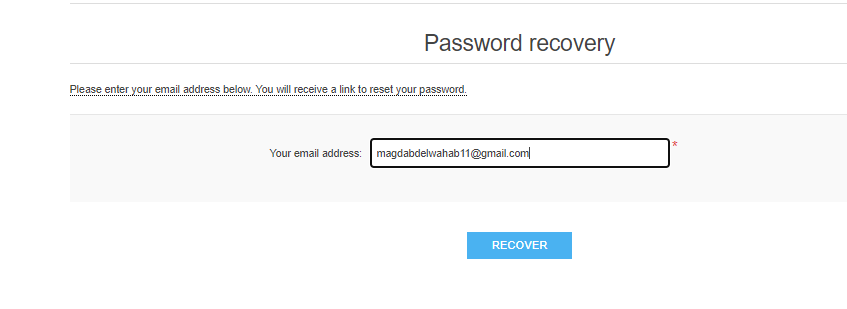 Password recovery
Please enter your email address below. You will receive a link to reset your password.
Your email address: magdabdelwahab11@gmail.com *
RECOVER